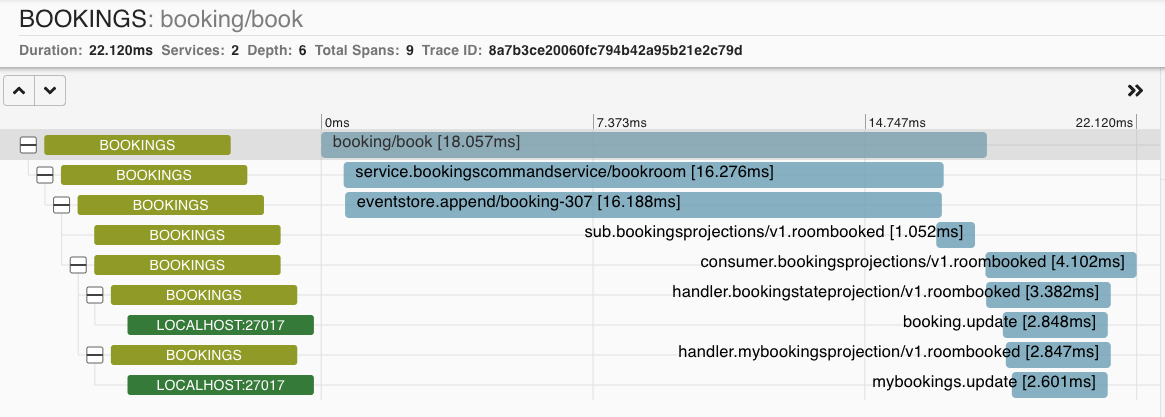 BOOKINGS: booking/book
Duration: 22.120ms Services: 2 Depth: 6 Total Spans: 9 Trace ID: 8a7b3ce20060fc794b42a95b21e2c79d
0ms 7.373ms 14.747ms 22.120ms
BOOKINGS booking/book [18.057ms]
BOOKINGS service.bookingscommandservice/bookroom [16.276ms]
BOOKINGS eventstore.append/booking-307 [16.188ms]
BOOKINGS sub.bookingsprojections/v1.roombooked [1.052ms]
BOOKINGS consumer.bookingsprojections/v1.roombooked [4.102ms]
BOOKINGS handler.bookingstateprojection/v1.roombooked [3.382ms]
LOCALHOST:27017 booking.update [2.848ms]
BOOKINGS handler.mybookingsprojection/v1.roombooked [2.847ms]
LOCALHOST:27017 mybookings.update [2.601ms]